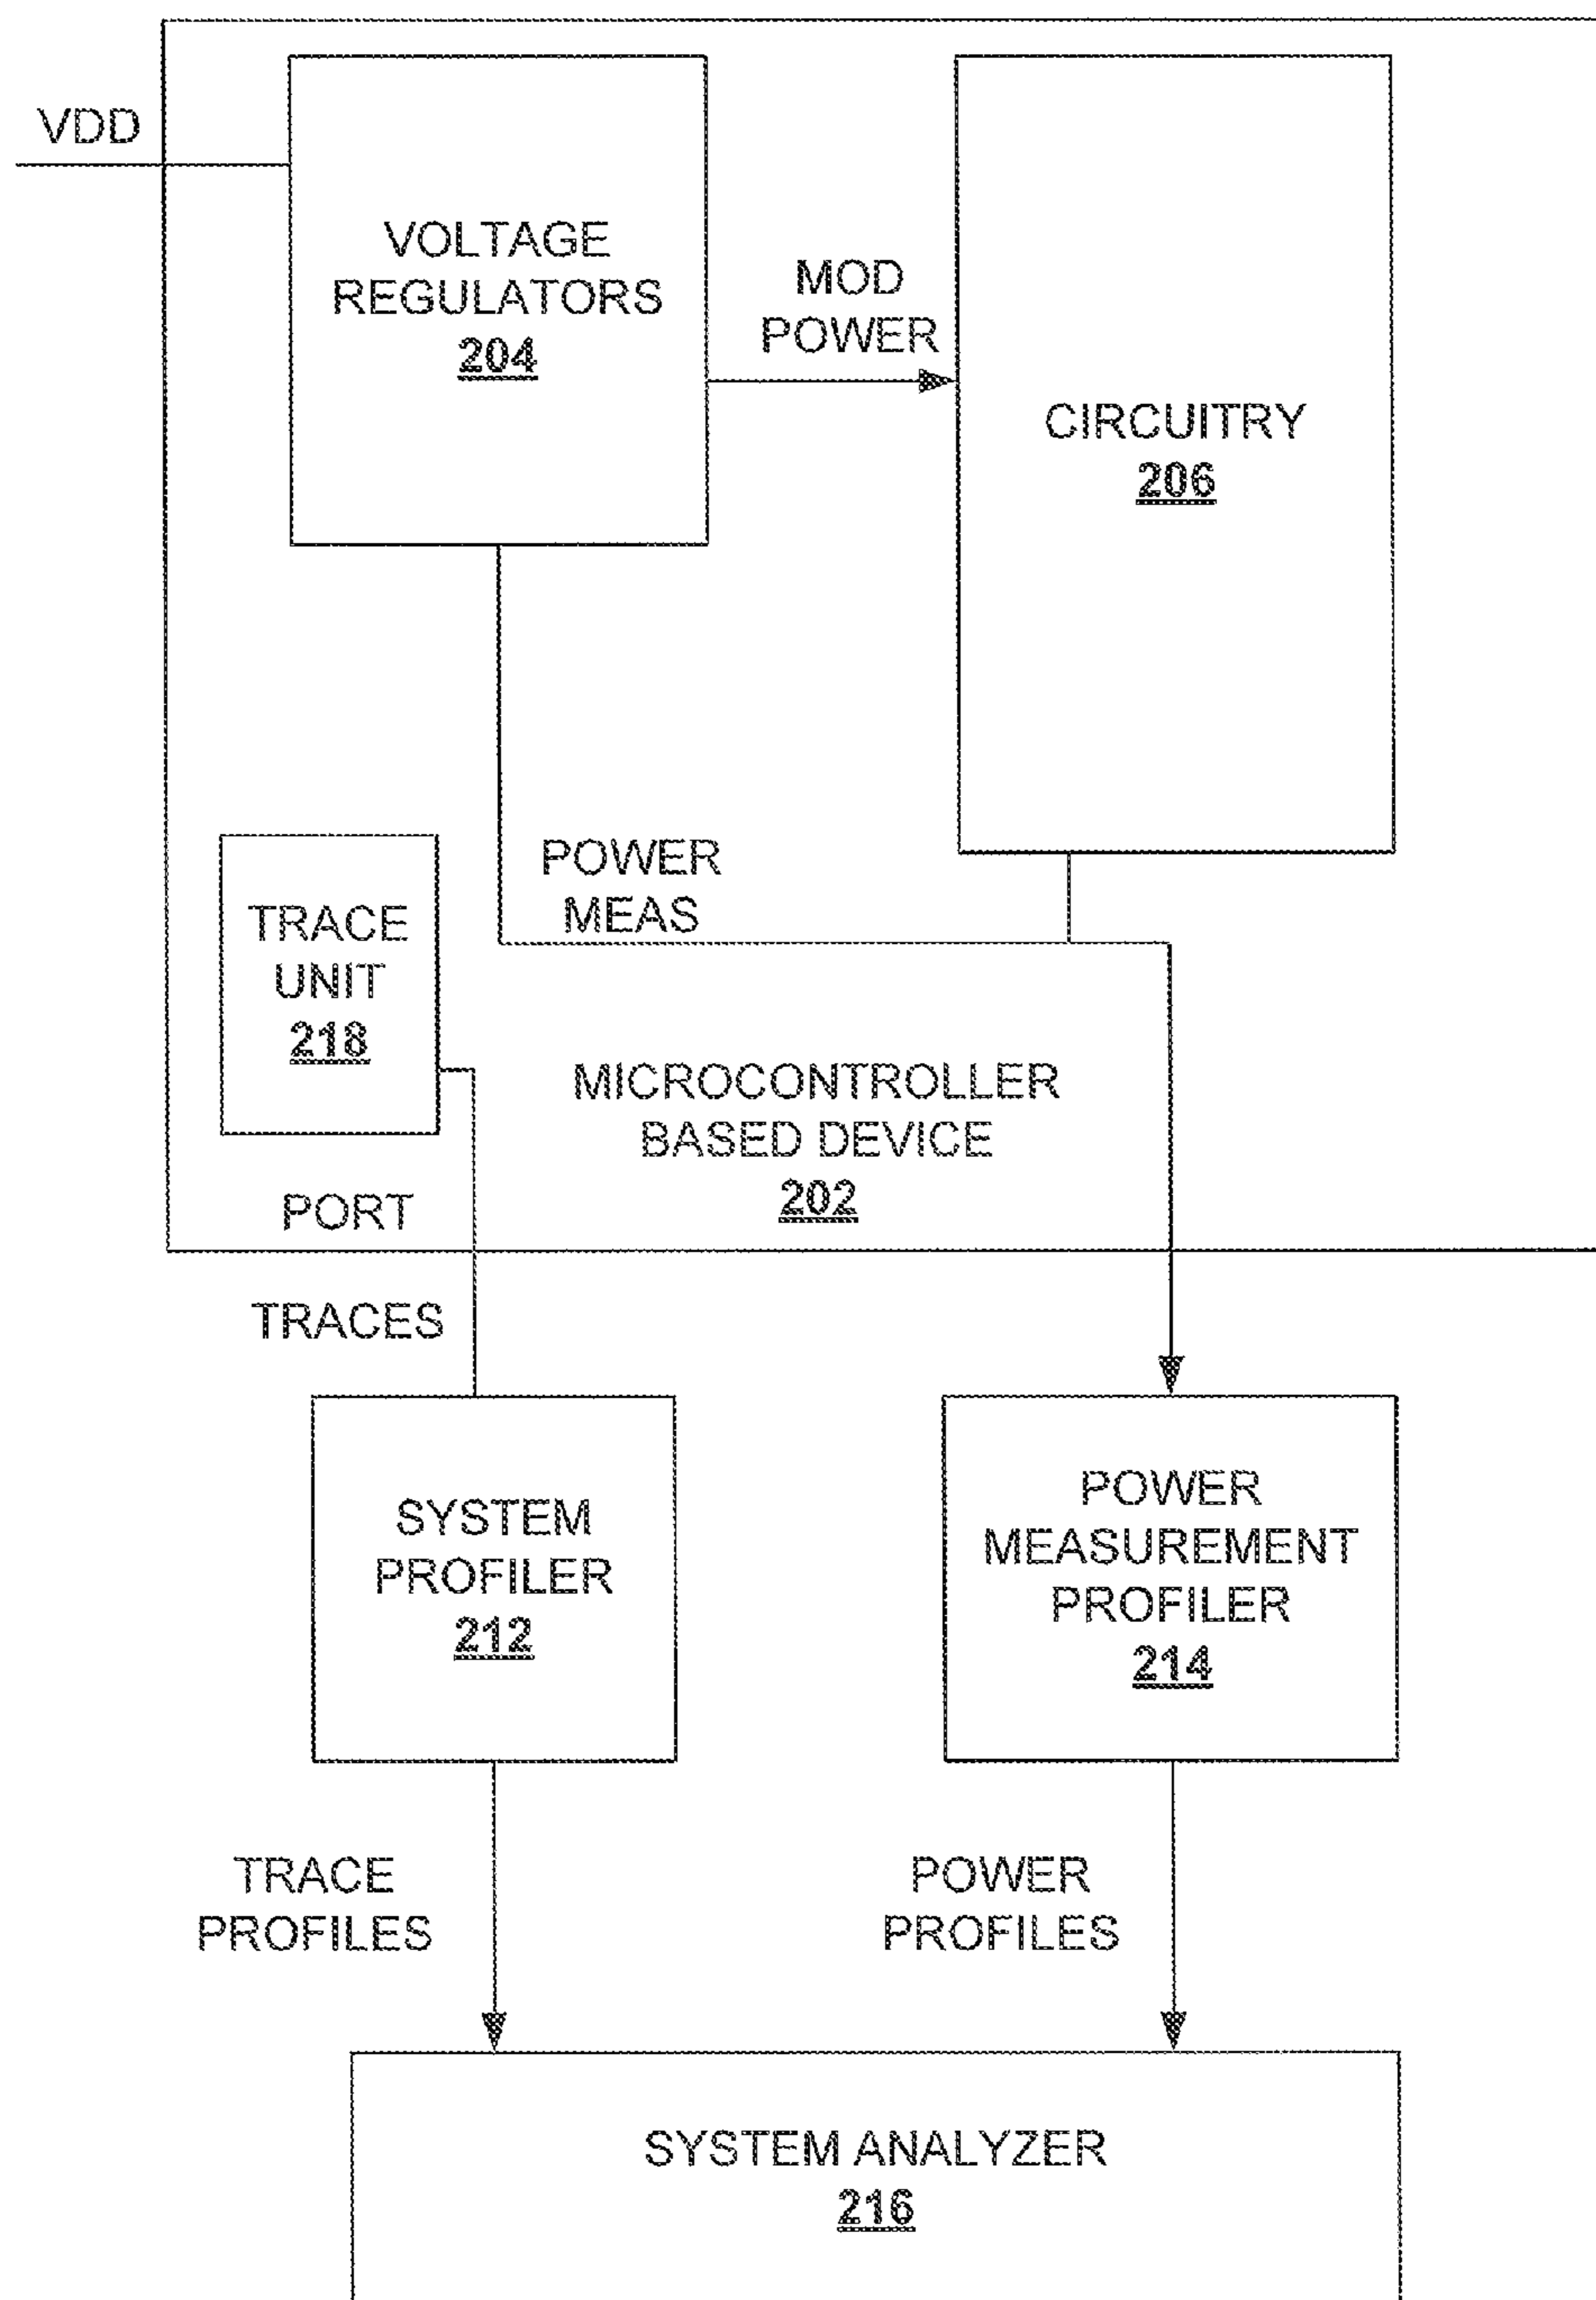 VDD
VOLTAGE
REGULATORS
204
MOD
POWER
CIRCUITRY
206
POWER
MEAS
TRACE
UNIT
218
MICROCONTROLLER
BASED DEVICE
202
PORT
TRACES
SYSTEM
PROFILER
212
POWER
MEASUREMENT
PROFILER
214
TRACE
PROFILES
POWER
PROFILES
SYSTEM ANALYZER
216